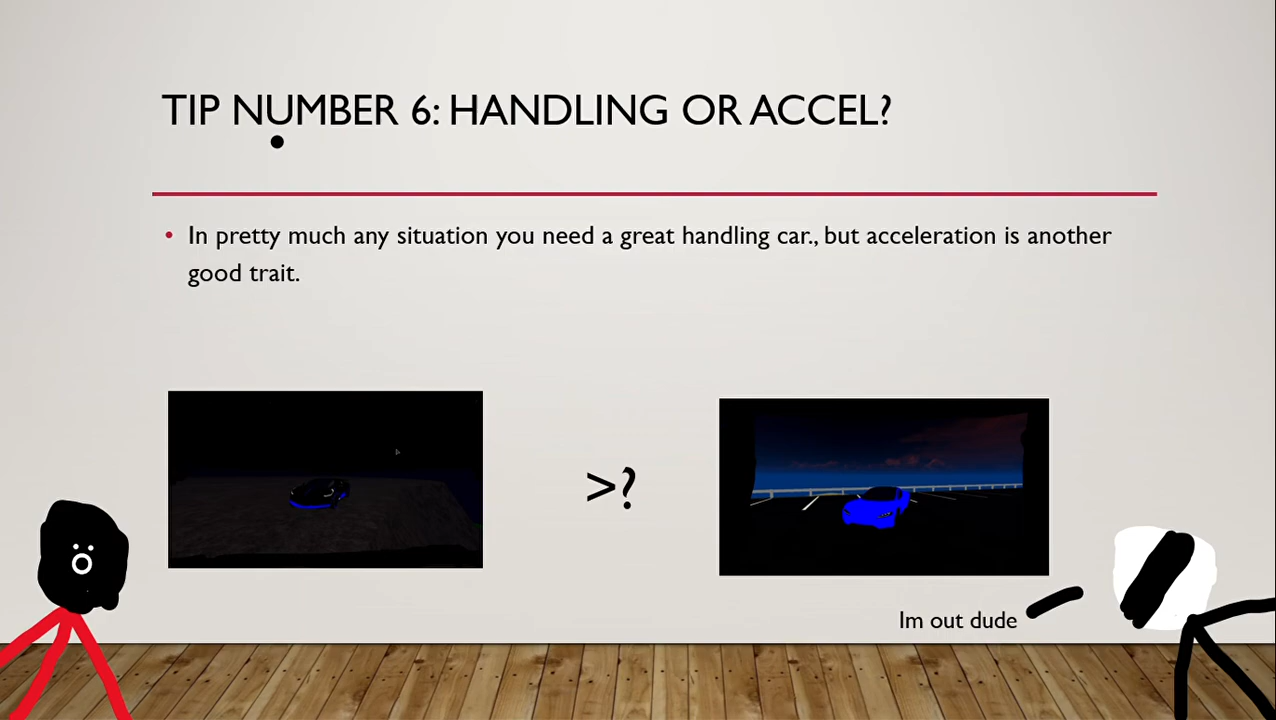 TIP NUMBER 6: HANDLING OR ACCEL?
• In pretty much any situation you need a great handling car., but acceleration is another
good trait.
>?
Im out dude